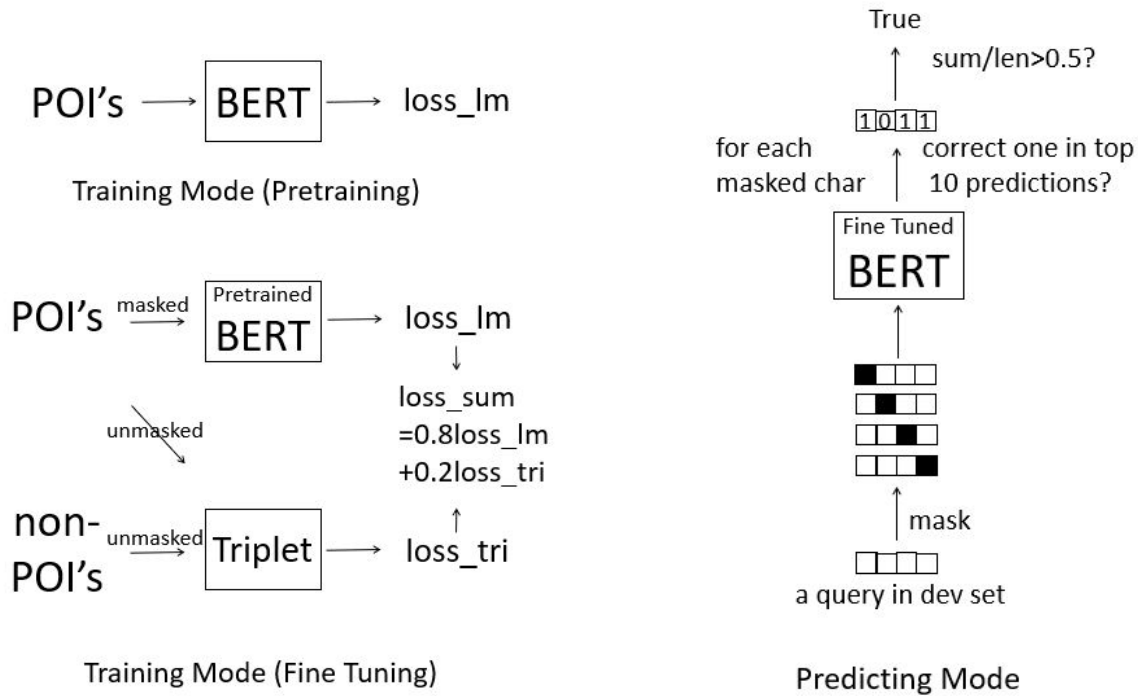 POI's
BERT
loss_lm
Training Mode (Pretraining)
POI's
masked
Pretrained
BERT
loss_lm
unmasked
loss_sum
=0.8loss_lm
+0.2loss_tri
non-
POI's
unmasked
Triplet
loss_tri
Training Mode (Fine Tuning)
True
sum/len>0.5?
1 0 1 1
for each
masked char
correct one in top
10 predictions?
Fine Tuned
BERT
mask
a query in dev set
Predicting Mode